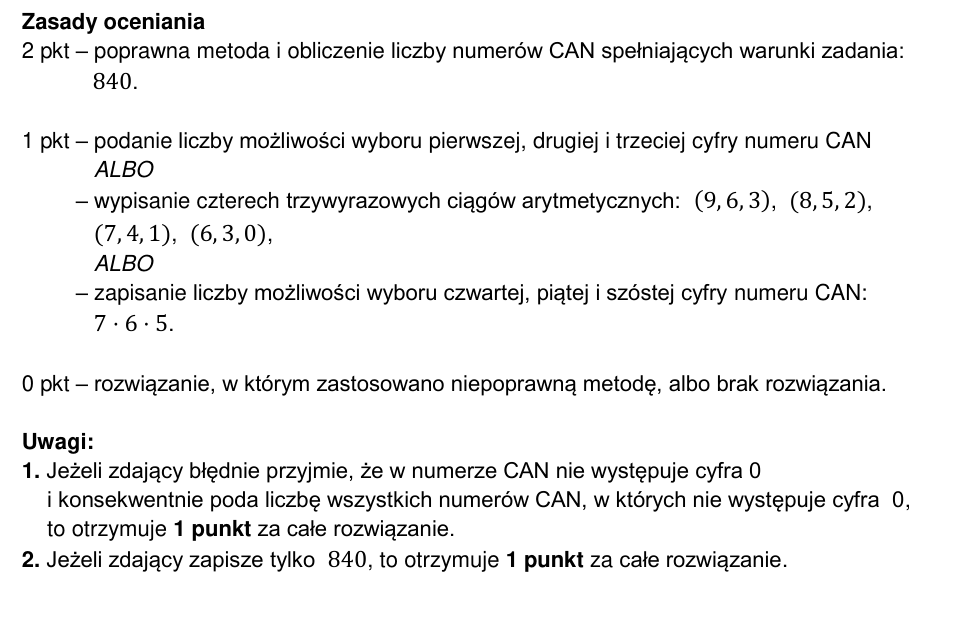 Zasady oceniania
2 pkt – poprawna metoda i obliczenie liczby numerów CAN spełniających warunki zadania:
840.
1 pkt – podanie liczby możliwości wyboru pierwszej, drugiej i trzeciej cyfry numeru CAN
ALBO
– wypisanie czterech trzywyrazowych ciągów arytmetycznych: (9, 6, 3), (8, 5, 2),
(7, 4, 1), (6, 3, 0),
ALBO
– zapisanie liczby możliwości wyboru czwartej, piątej i szóstej cyfry numeru CAN:
7 · 6 · 5.
0 pkt – rozwiązanie, w którym zastosowano niepoprawną metodę, albo brak rozwiązania.
Uwagi:
1. Jeżeli zdający błędnie przyjmie, że w numerze CAN nie występuje cyfra 0
i konsekwentnie poda liczbę wszystkich numerów CAN, w których nie występuje cyfra 0,
to otrzymuje 1 punkt za całe rozwiązanie.
2. Jeżeli zdający zapisze tylko 840, to otrzymuje 1 punkt za całe rozwiązanie.